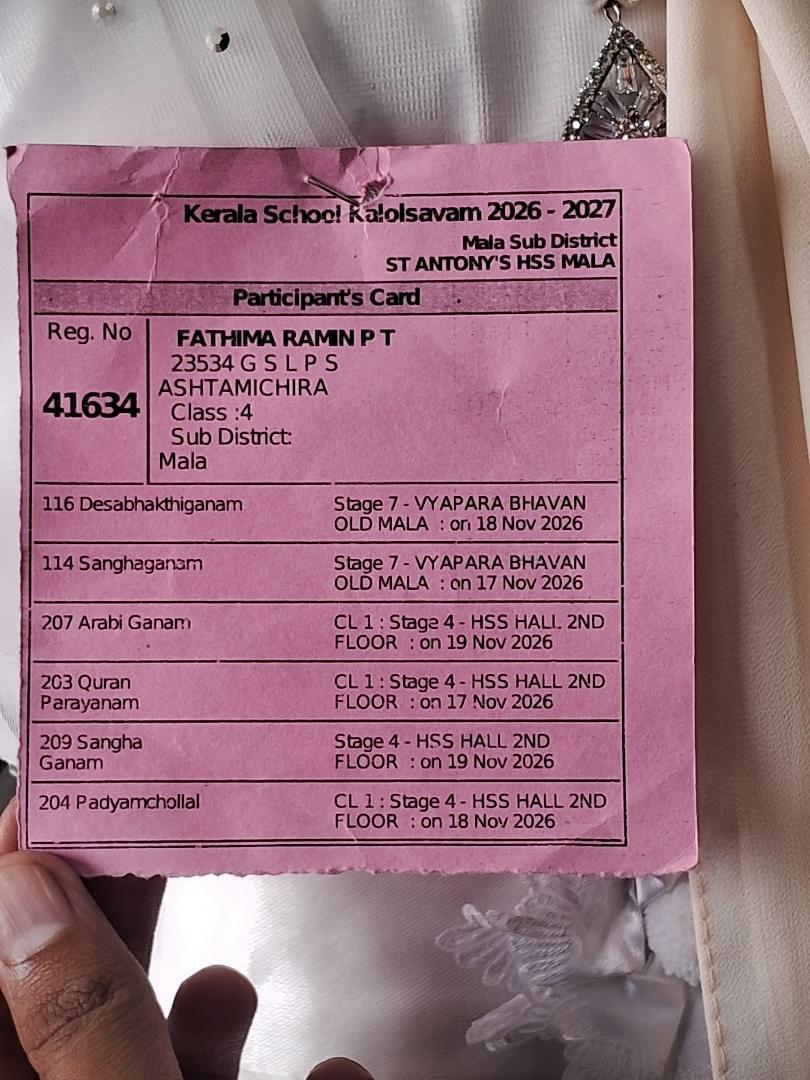 Kerala School Kalolsavam 2026 - 2027
Mala Sub District
ST ANTONY'S HSS MALA
Participant's Card
Reg. No
41634
FATHIMA RAMIN P T
23534 G S L P S
ASHTAMICHIRA
Class :4
Sub District:
Mala
116 Desabhakthiganam
Stage 7 - VYAPARA BHAVAN
OLD MALA : on 18 Nov 2026
114 Sanghaganam
Stage 7 - VYAPARA BHAVAN
OLD MALA : on 17 Nov 2026
207 Arabi Ganam
CL 1 : Stage 4 - HSS HALL 2ND
FLOOR : on 19 Nov 2026
203 Quran
Parayanam
CL 1 : Stage 4 - HSS HALL 2ND
FLOOR : on 17 Nov 2026
209 Sangha
Ganam
Stage 4 - HSS HALL 2ND
FLOOR : on 19 Nov 2026
204 Padyamchollal
CL 1 : Stage 4 - HSS HALL 2ND
FLOOR : on 18 Nov 2026